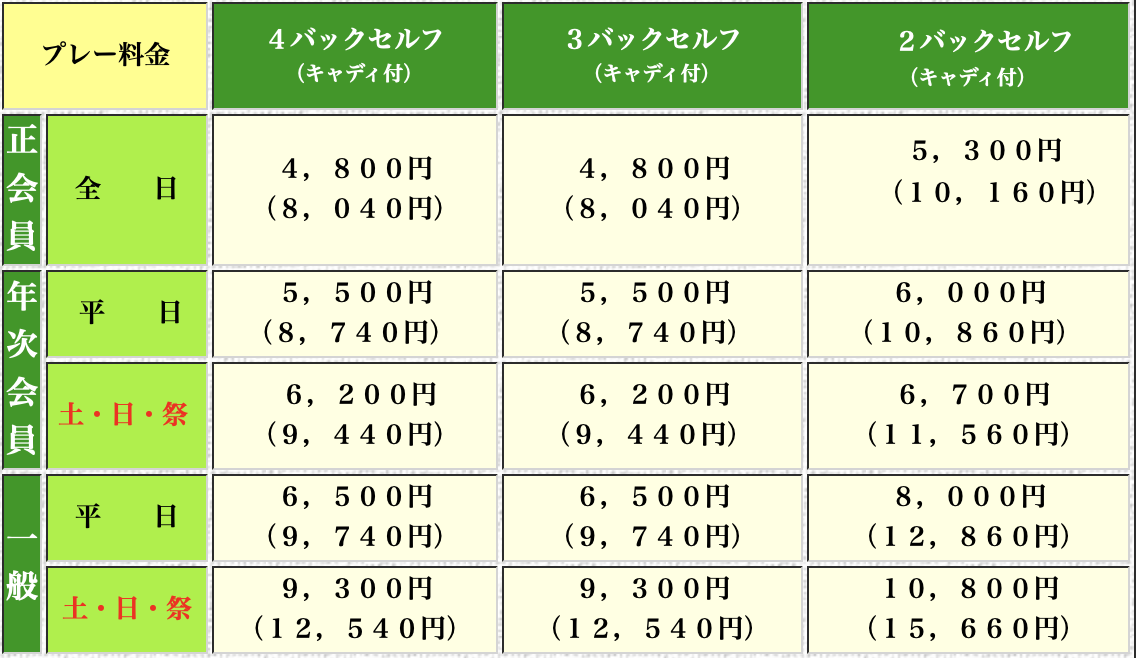 プレー料金
４バックセルフ
（キャディ付）
３バックセルフ
（キャディ付）
２バックセルフ
（キャディ付）
正会員
全　　日
４，８００円
（８，０４０円）
４，８００円
（８，０４０円）
５，３００円
（１０，１６０円）
年次会員
平　　日
５，５００円
（８，７４０円）
５，５００円
（８，７４０円）
６，０００円
（１０，８６０円）
土・日・祭
６，２００円
（９，４４０円）
６，２００円
（９，４４０円）
６，７００円
（１１，５６０円）
一般
平　　日
６，５００円
（９，７４０円）
６，５００円
（９，７４０円）
８，０００円
（１２，８６０円）
土・日・祭
９，３００円
（１２，５４０円）
９，３００円
（１２，５４０円）
１０，８００円
（１５，６６０円）